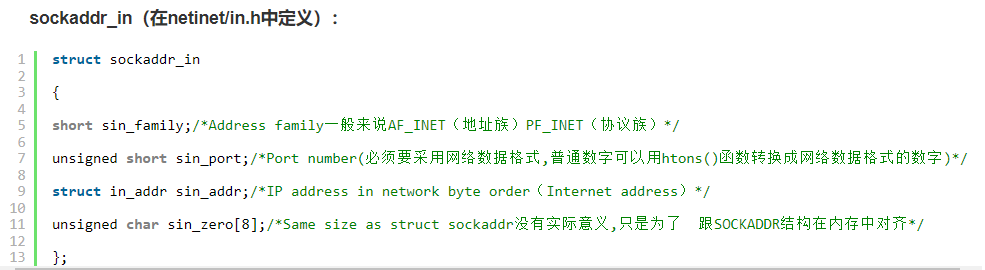 sockaddr_in（在netinet/in.h中定义）：
1 struct sockaddr_in
2
3 {
4
5 short sin_family;/*Address family一般来说AF_INET（地址族）PF_INET（协议族）*/
6
7 unsigned short sin_port;/*Port number(必须要采用网络数据格式,普通数字可以用htons()函数转换成网络数据格式的数字)*/
8
9 struct in_addr sin_addr;/*IP address in network byte order（Internet address）*/
10
11 unsigned char sin_zero[8];/*Same size as struct sockaddr没有实际意义,只是为了　跟SOCKADDR结构在内存中对齐*/
12
13 };